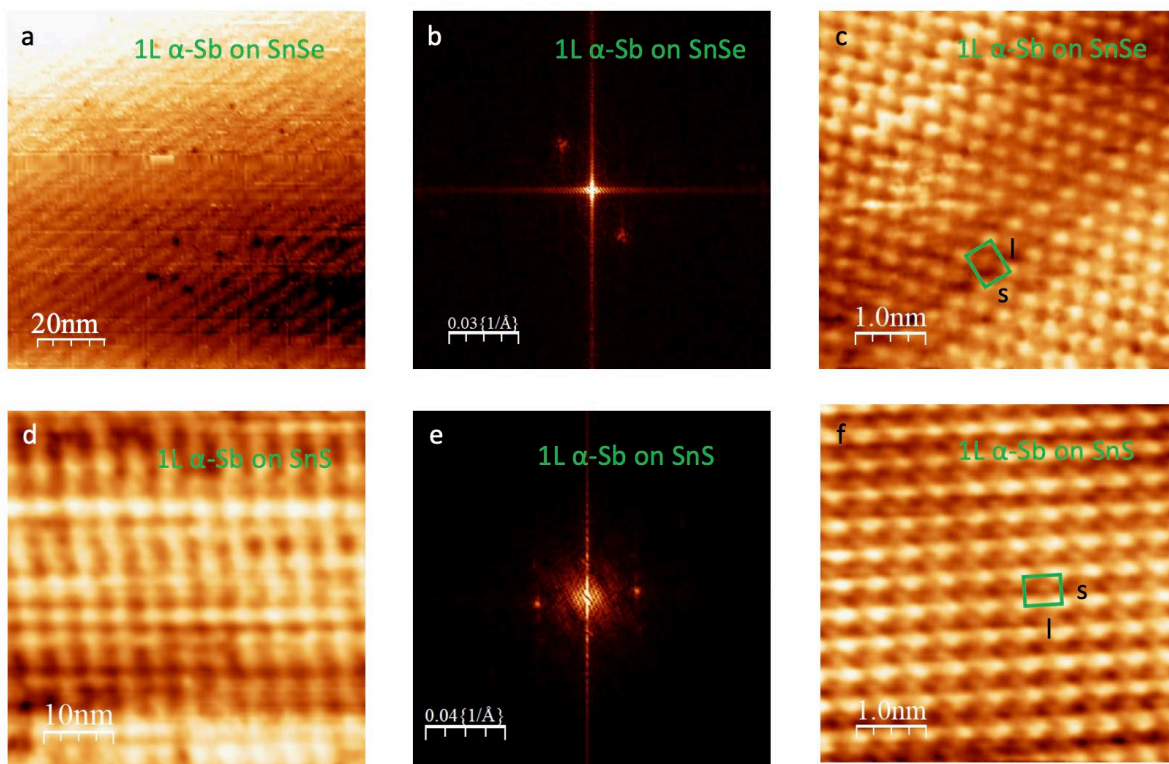 a
1L α-Sb on SnSe
20nm
b
1L α-Sb on SnSe
0.03{1/Å}
c
1L α-Sb on SnSe
l
s
1.0nm
d
1L α-Sb on SnS
10nm
e
1L α-Sb on SnS
0.04{1/Å}
f
1L α-Sb on SnS
s
l
1.0nm